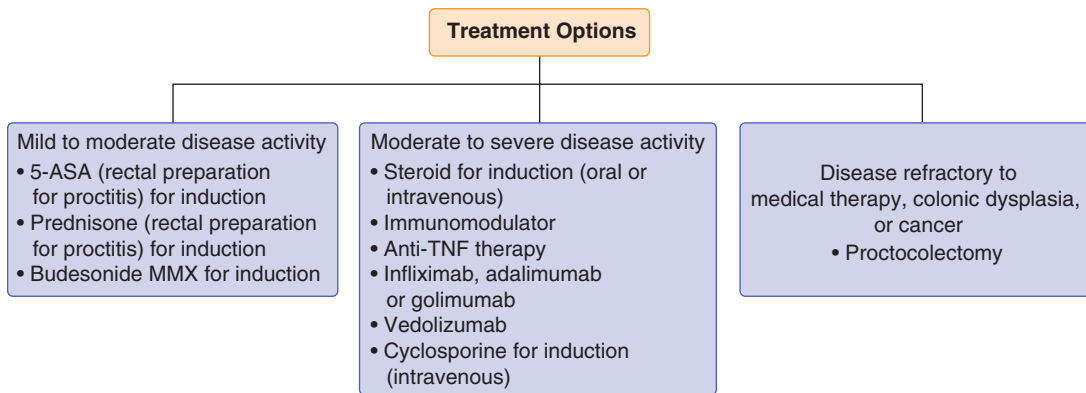 Treatment Options
Mild to moderate disease activity
• 5-ASA (rectal preparation
for proctitis) for induction
• Prednisone (rectal preparation
for proctitis) for induction
• Budesonide MMX for induction
Moderate to severe disease activity
• Steroid for induction (oral or
intravenous)
• Immunomodulator
• Anti-TNF therapy
• Infliximab, adalimumab
or golimumab
• Vedolizumab
• Cyclosporine for induction
(intravenous)
Disease refractory to
medical therapy, colonic dysplasia,
or cancer
• Proctocolectomy